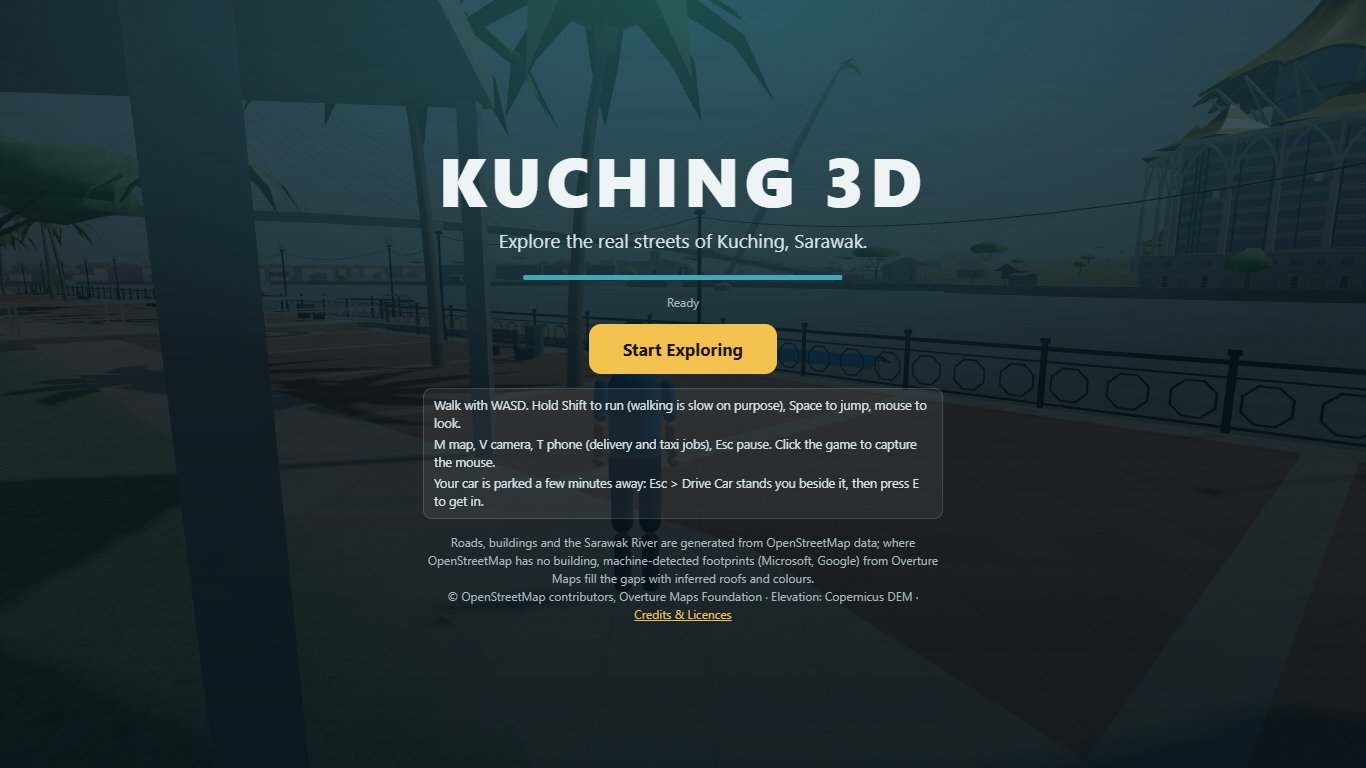 KUCHING 3D
Explore the real streets of Kuching, Sarawak.
Ready
Start Exploring
Walk with WASD. Hold Shift to run (walking is slow on purpose), Space to jump, mouse to
look.
M map, V camera, T phone (delivery and taxi jobs), Esc pause. Click the game to capture
the mouse.
Your car is parked a few minutes away: Esc > Drive Car stands you beside it, then press E
to get in.
Roads, buildings and the Sarawak River are generated from OpenStreetMap data; where
OpenStreetMap has no building, machine-detected footprints (Microsoft, Google) from Overture
Maps fill the gaps with inferred roofs and colours.
© OpenStreetMap contributors, Overture Maps Foundation · Elevation: Copernicus DEM ·
Credits & Licences